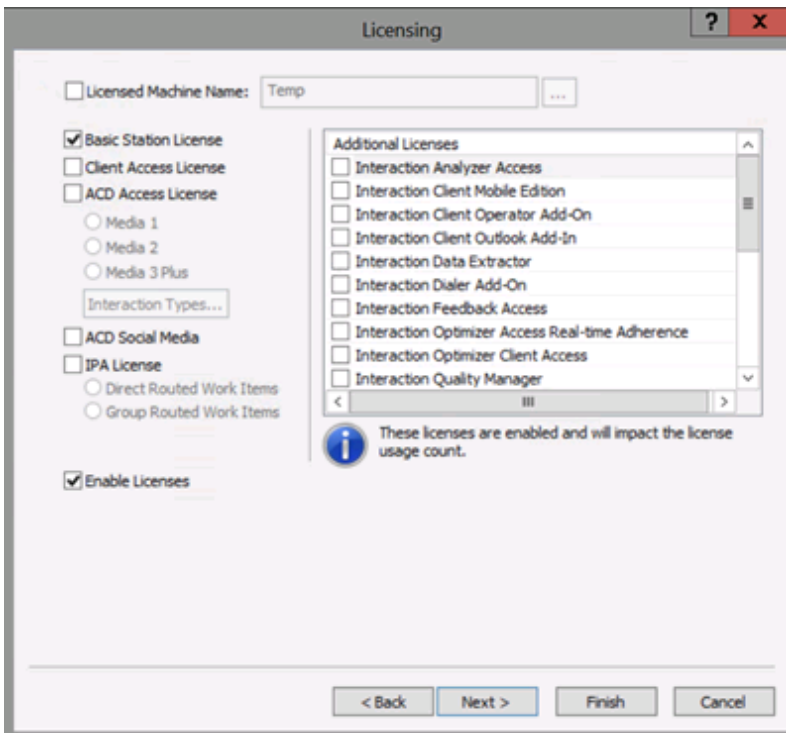 Licensing
? X
Licensed Machine Name: Temp ...
Basic Station License
Client Access License
ACD Access License
Media 1
Media 2
Media 3 Plus
Interaction Types...
ACD Social Media
IPA License
Direct Routed Work Items
Group Routed Work Items
Enable Licenses
Additional Licenses
Interaction Analyzer Access
Interaction Client Mobile Edition
Interaction Client Operator Add-On
Interaction Client Outlook Add-In
Interaction Data Extractor
Interaction Dialer Add-On
Interaction Feedback Access
Interaction Optimizer Access Real-time Adherence
Interaction Optimizer Client Access
Interaction Quality Manager
These licenses are enabled and will impact the license
usage count.
< Back Next > Finish Cancel